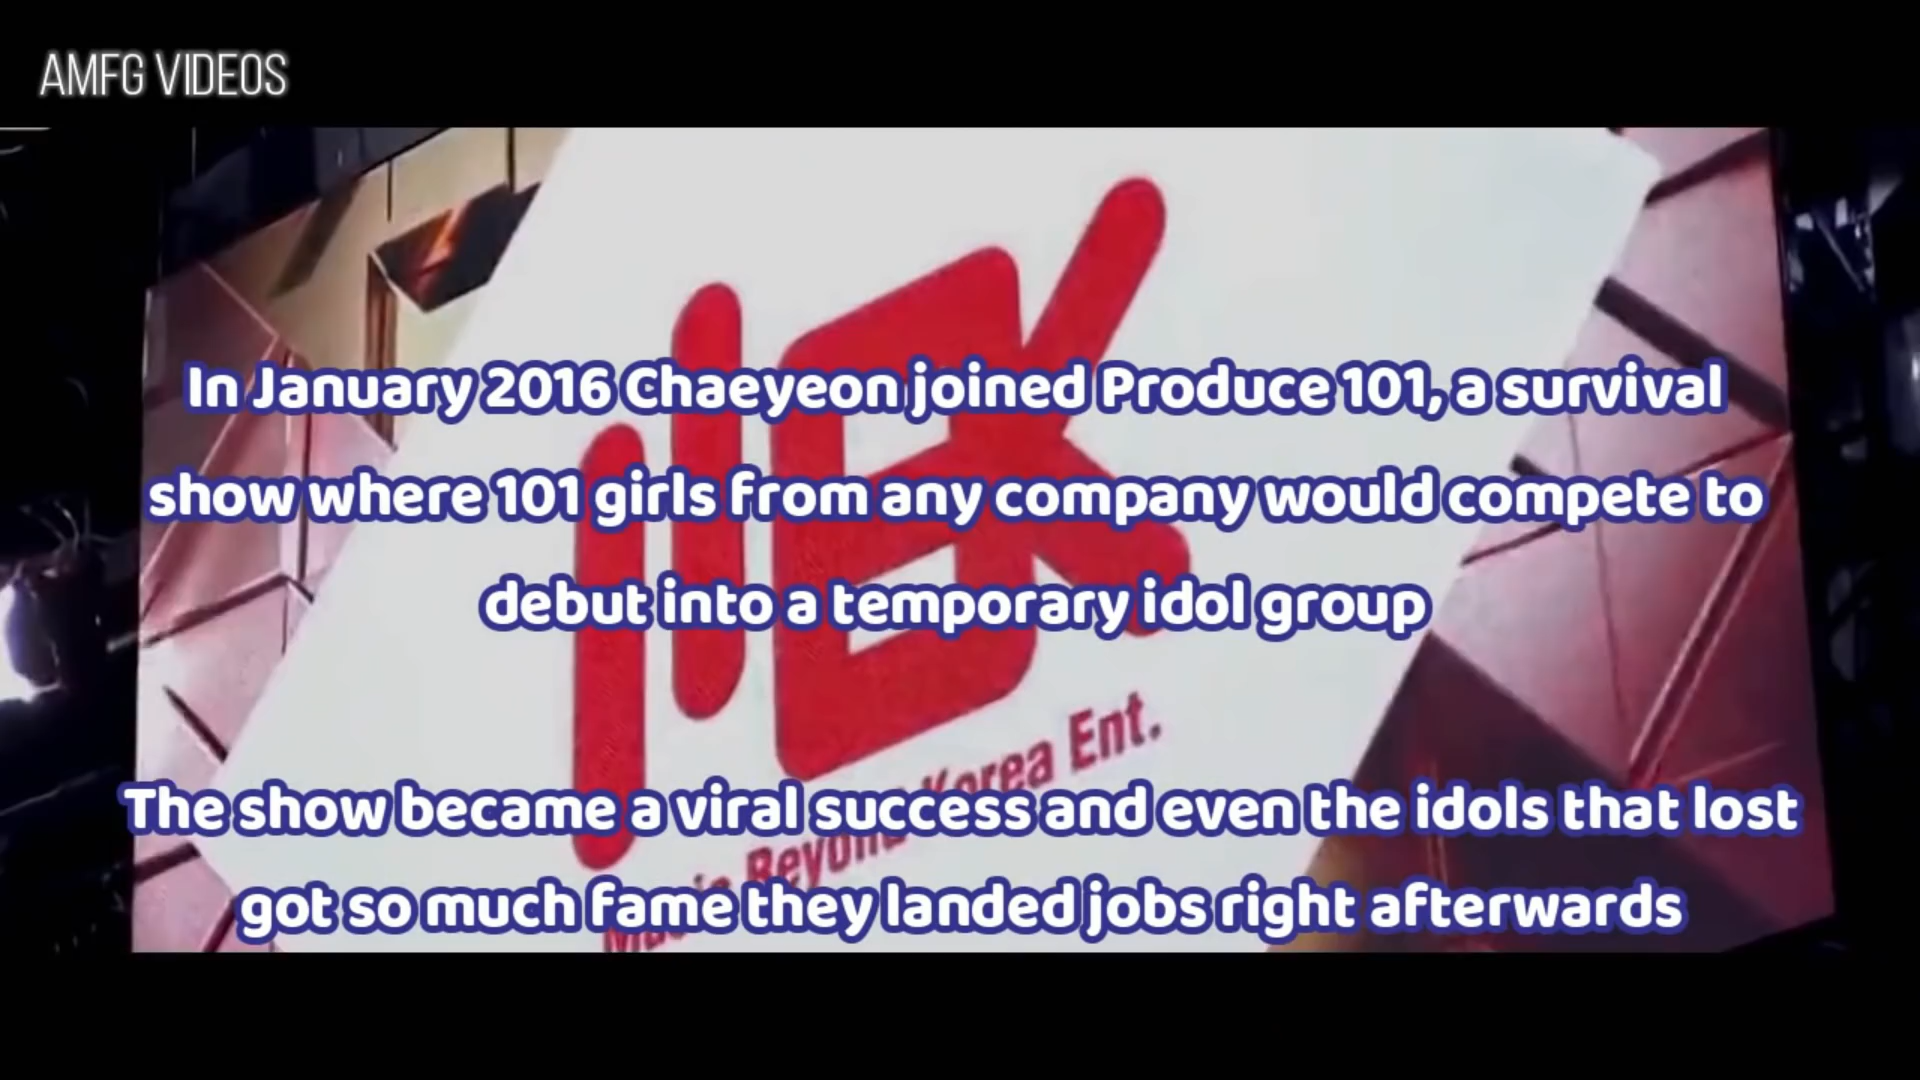 AMFG VIDEOS
In January 2016 Chaeyeon joined Produce 101, a survival
show where 101 girls from any company would compete to
debut into a temporary idol group
Korea Ent.
The show became a viral success and even the idols that lost
Beyond
got so much fame they landed jobs right afterwards